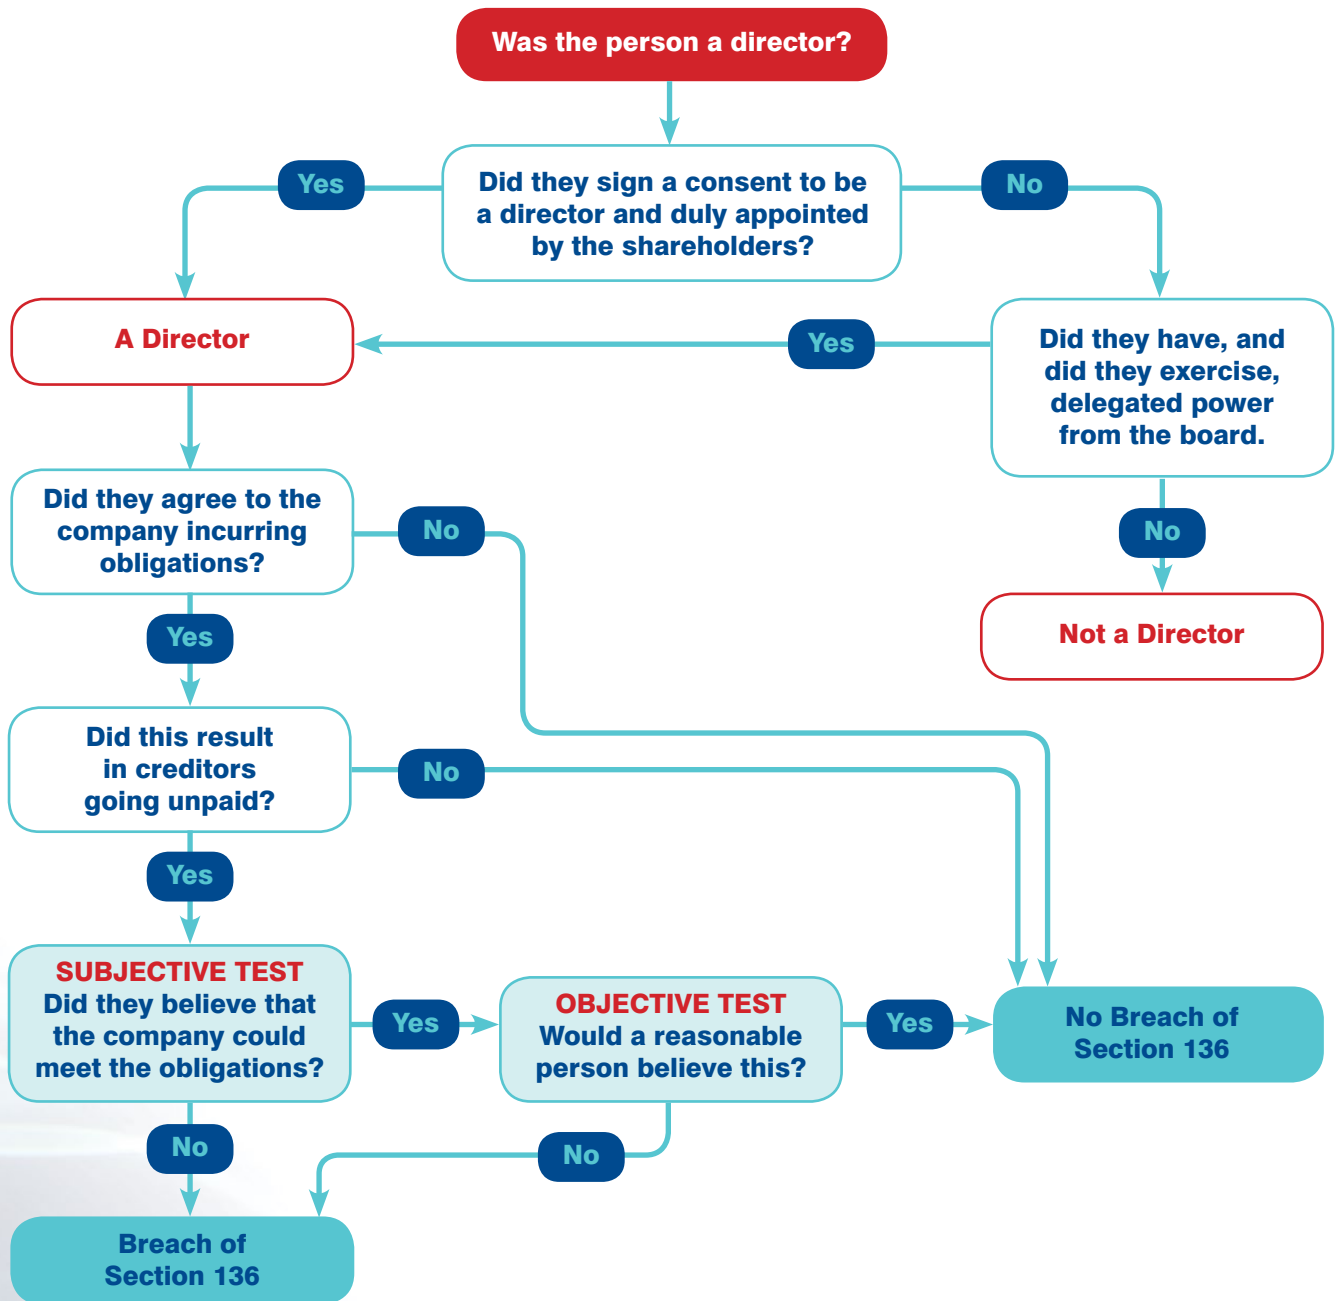 Was the person a director?
Yes
Did they sign a consent to be
a director and duly appointed
by the shareholders?
No
A Director
Yes
Did they have, and
did they exercise,
delegated power
from the board.
Did they agree to the
company incurring
obligations?
No
No
Yes
Not a Director
Did this result
in creditors
going unpaid?
No
Yes
SUBJECTIVE TEST
Did they believe that
the company could
meet the obligations?
Yes
OBJECTIVE TEST
Would a reasonable
person believe this?
Yes
No Breach of
Section 136
No
No
Breach of
Section 136